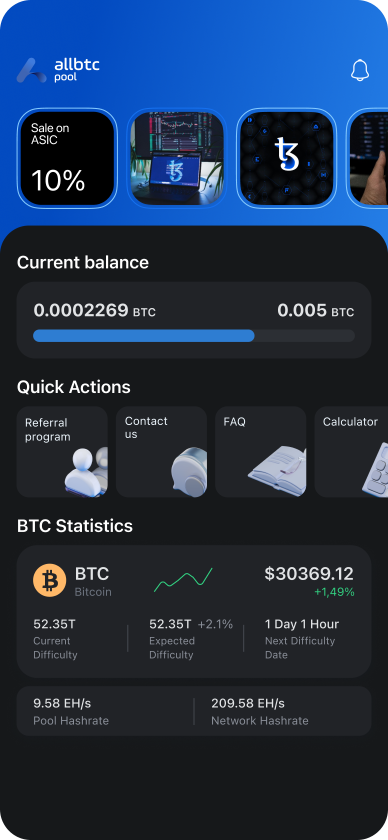 allbtc
pool
Sale on
ASIC
10%
Current balance
0.0002269 BTC
0.005 BTC
Quick Actions
Referral
program
Contact
us
FAQ
Calculator
BTC Statistics
BTC
Bitcoin
$30369.12
+1,49%
52.35T
Current
Difficulty
52.35T +2.1%
Expected
Difficulty
1 Day 1 Hour
Next Difficulty
Date
9.58 EH/s
Pool Hashrate
209.58 EH/s
Network Hashrate